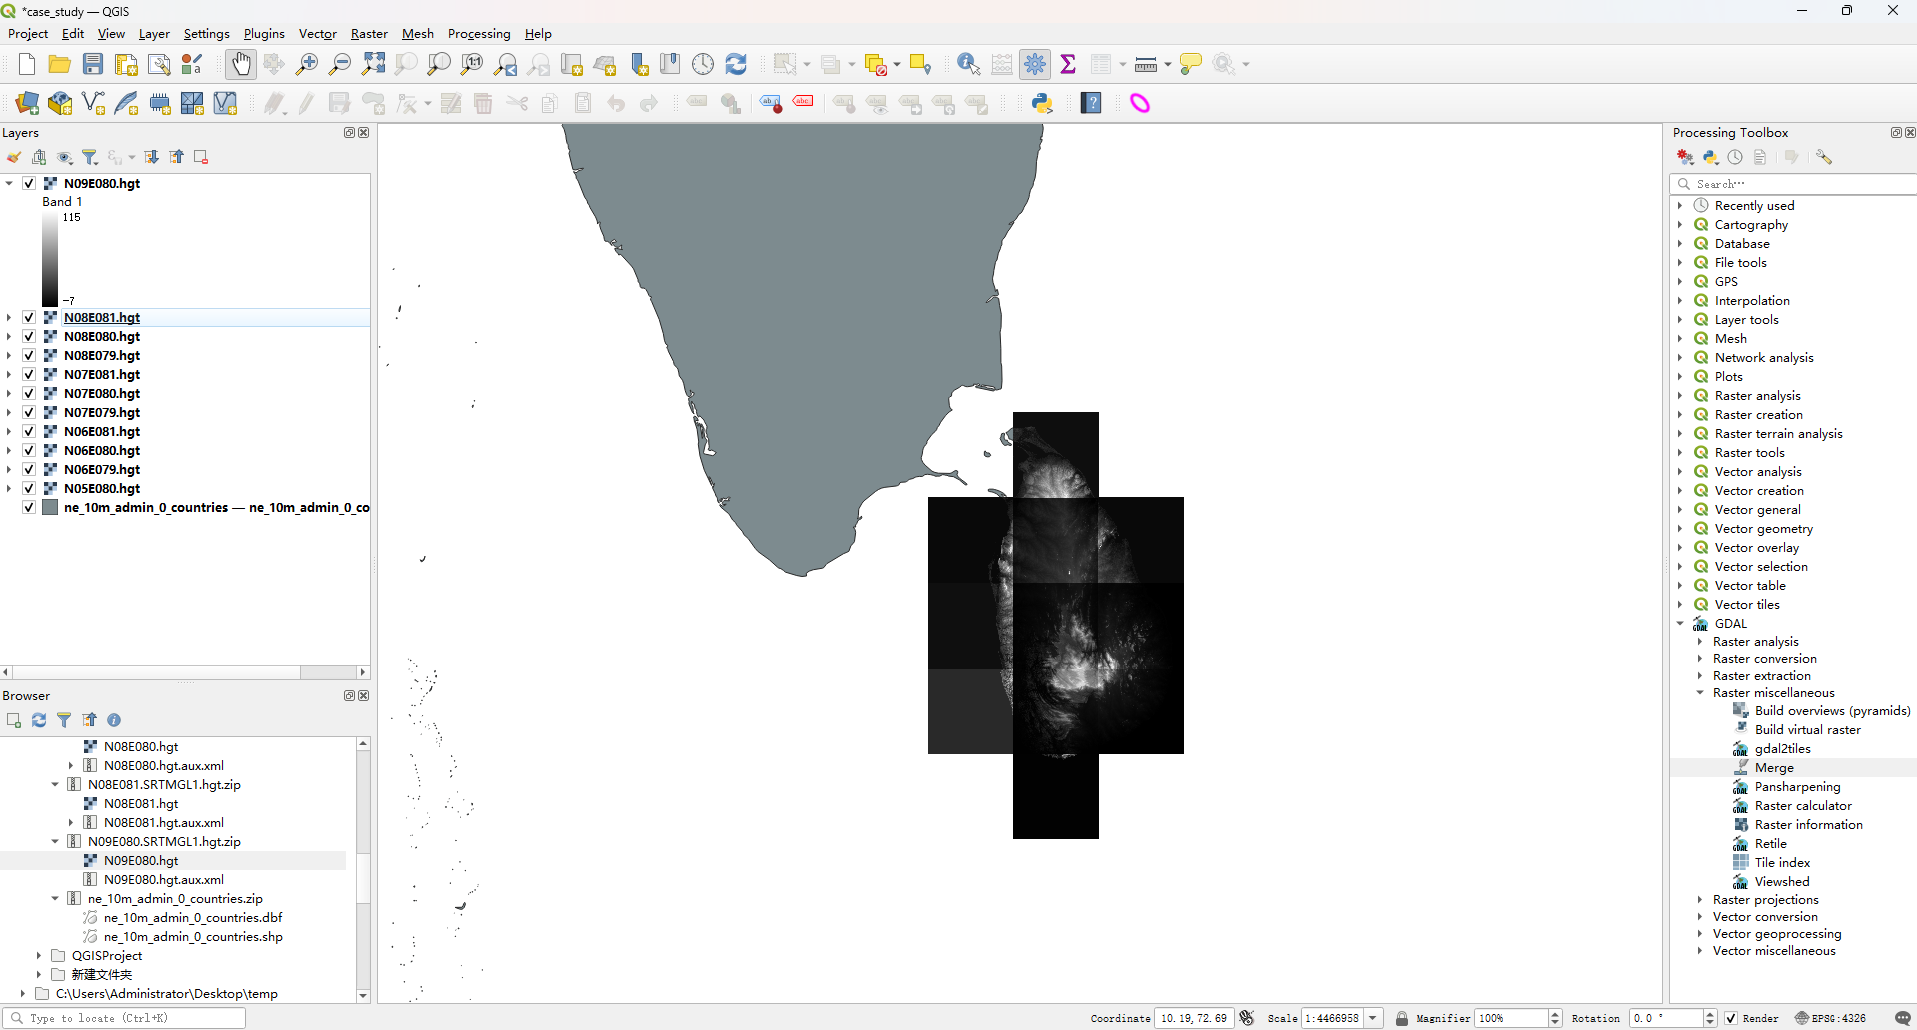 *case_study — QGIS
Project Edit View Layer Settings Plugins Vector Raster Mesh Processing Help
Layers
N09E080.hgt
Band 1
115
-7
N08E081.hgt
N08E080.hgt
N08E079.hgt
N07E081.hgt
N07E080.hgt
N07E079.hgt
N06E081.hgt
N06E080.hgt
N06E079.hgt
N05E080.hgt
ne_10m_admin_0_countries — ne_10m_admin_0_co
Browser
N08E080.hgt
N08E080.hgt.aux.xml
N08E081.SRTMGL1.hgt.zip
N08E081.hgt
N08E081.hgt.aux.xml
N09E080.SRTMGL1.hgt.zip
N09E080.hgt
N09E080.hgt.aux.xml
ne_10m_admin_0_countries.zip
ne_10m_admin_0_countries.dbf
ne_10m_admin_0_countries.shp
QGISProject
新建文件夹
C:\Users\Administrator\Desktop\temp
Processing Toolbox
Search…
Recently used
Cartography
Database
File tools
GPS
Interpolation
Layer tools
Mesh
Network analysis
Plots
Raster analysis
Raster creation
Raster terrain analysis
Raster tools
Vector analysis
Vector creation
Vector general
Vector geometry
Vector overlay
Vector selection
Vector table
Vector tiles
GDAL
Raster analysis
Raster conversion
Raster extraction
Raster miscellaneous
Build overviews (pyramids)
Build virtual raster
gdal2tiles
Merge
Pansharpening
Raster calculator
Raster information
Retile
Tile index
Viewshed
Raster projections
Vector conversion
Vector geoprocessing
Vector miscellaneous
Type to locate (Ctrl+K)
Coordinate 10.19,72.69 Scale 1:4466958 Magnifier 100% Rotation 0.0 ° Render EPSG:4326